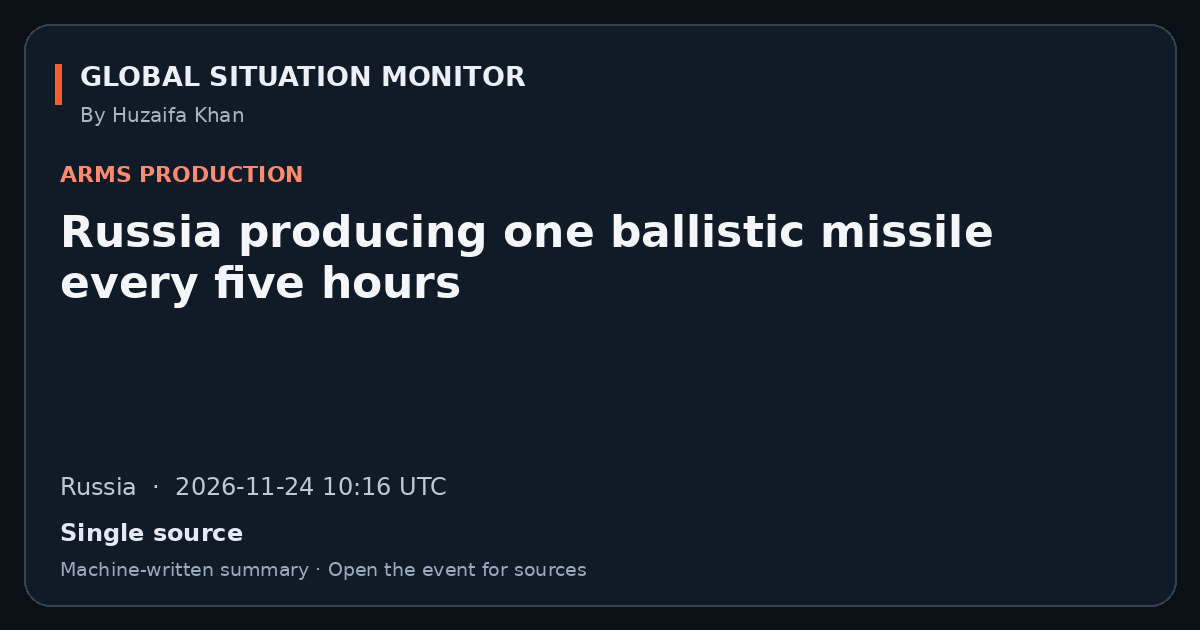 GLOBAL SITUATION MONITOR
By Huzaifa Khan
ARMS PRODUCTION
Russia producing one ballistic missile
every five hours
Russia · 2026-11-24 10:16 UTC
Single source
Machine-written summary · Open the event for sources